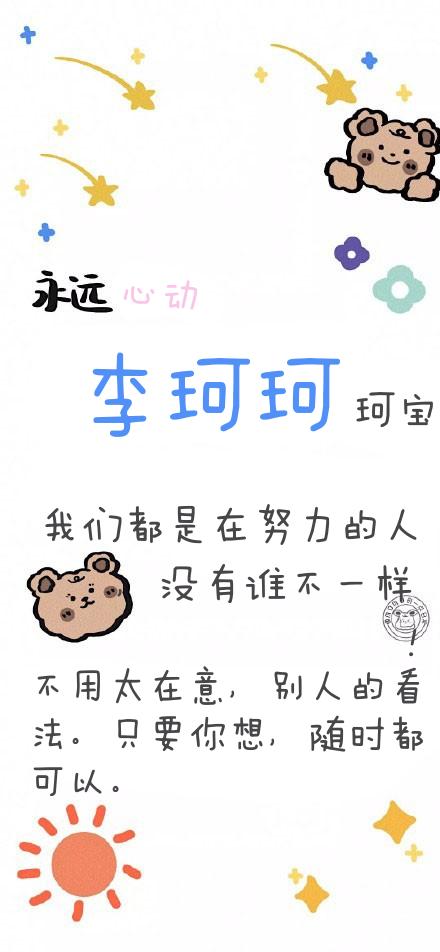 永远 心动
李珂珂 珂宝
我们都是在努力的人
没有谁不一样
!
不用太在意，别人的看
法。只要你想，随时都
可以。